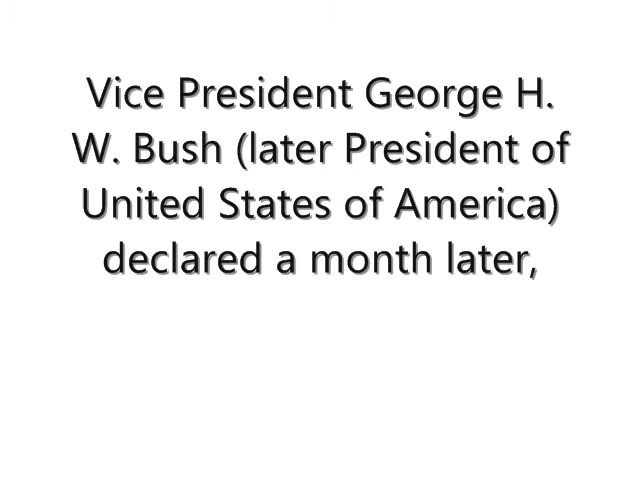 Vice President George H.
W. Bush (later President of
United States of America)
declared a month later,